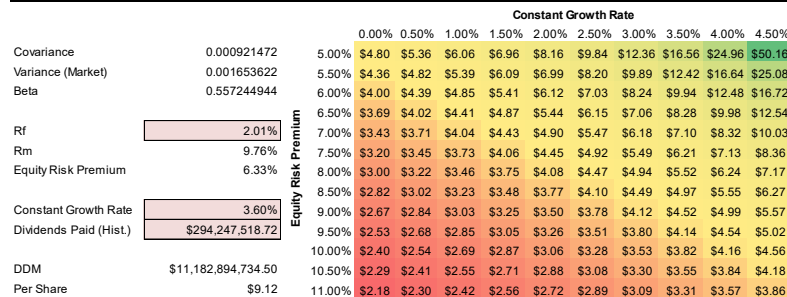 Constant Growth Rate
0.00% 0.50% 1.00% 1.50% 2.00% 2.50% 3.00% 3.50% 4.00% 4.50%
Covariance 0.000921472 5.00% $4.80 $5.36 $6.06 $6.96 $8.16 $9.84 $12.36 $16.56 $24.96 $50.16
Variance (Market) 0.001653622 5.50% $4.36 $4.82 $5.39 $6.09 $6.99 $8.20 $9.89 $12.42 $16.64 $25.08
Beta 0.557244944 6.00% $4.00 $4.39 $4.85 $5.41 $6.12 $7.03 $8.24 $9.94 $12.48 $16.72
6.50% $3.69 $4.02 $4.41 $4.87 $5.44 $6.15 $7.06 $8.28 $9.98 $12.54
Rf 2.01% 7.00% $3.43 $3.71 $4.04 $4.43 $4.90 $5.47 $6.18 $7.10 $8.32 $10.03
Rm 9.76% 7.50% $3.20 $3.45 $3.73 $4.06 $4.45 $4.92 $5.49 $6.21 $7.13 $8.36
Equity Risk Premium 6.33% 8.00% $3.00 $3.22 $3.46 $3.75 $4.08 $4.47 $4.94 $5.52 $6.24 $7.17
Equity Risk Premium
8.50% $2.82 $3.02 $3.23 $3.48 $3.77 $4.10 $4.49 $4.97 $5.55 $6.27
Constant Growth Rate 3.60% 9.00% $2.67 $2.84 $3.03 $3.25 $3.50 $3.78 $4.12 $4.52 $4.99 $5.57
Dividends Paid (Hist.) $294,247,518.72 9.50% $2.53 $2.68 $2.85 $3.05 $3.26 $3.51 $3.80 $4.14 $4.54 $5.02
10.00% $2.40 $2.54 $2.69 $2.87 $3.06 $3.28 $3.53 $3.82 $4.16 $4.56
DDM $11,182,894,734.50 10.50% $2.29 $2.41 $2.55 $2.71 $2.88 $3.08 $3.30 $3.55 $3.84 $4.18
Per Share $9.12 11.00% $2.18 $2.30 $2.42 $2.56 $2.72 $2.89 $3.09 $3.31 $3.57 $3.86